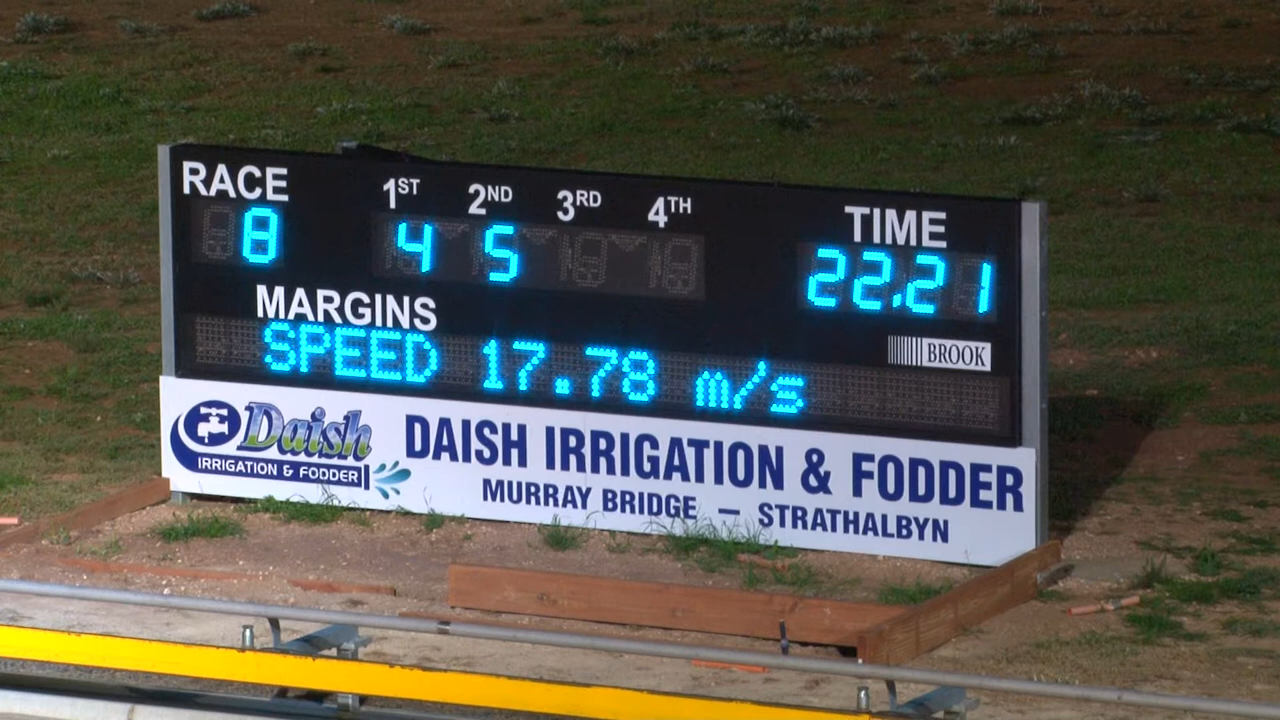 RACE 1ST 2ND 3RD 4TH TIME
8 4 5 22.21
MARGINS
SPEED 17.78 m/s
BROOK
Daish
IRRIGATION & FODDER
DAISH IRRIGATION & FODDER
MURRAY BRIDGE – STRATHALBYN